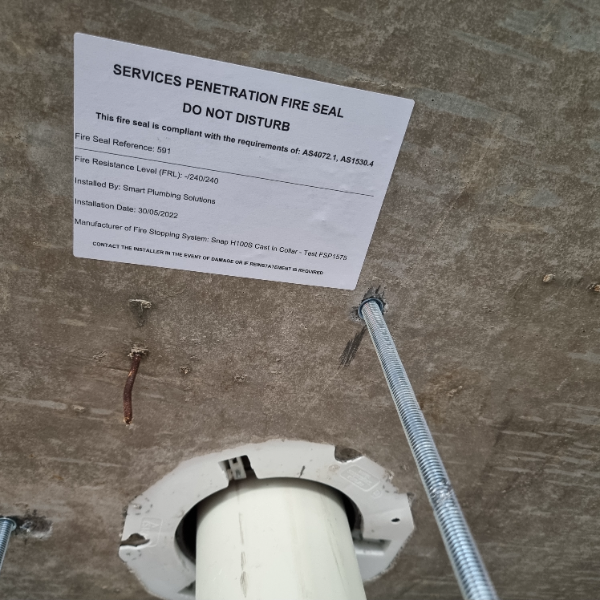 SERVICES PENETRATION FIRE SEAL
DO NOT DISTURB
This fire seal is compliant with the requirements of: AS4072.1, AS1530.4
Fire Seal Reference: 591
Fire Resistance Level (FRL): -/240/240
Installed By: Smart Plumbing Solutions
Installation Date: 30/05/2022
Manufacturer of Fire Stopping System: Snap H100S Cast in Collar - Test FSP1575
CONTACT THE INSTALLER IN THE EVENT OF DAMAGE OR IF REINSTATEMENT IS REQUIRED